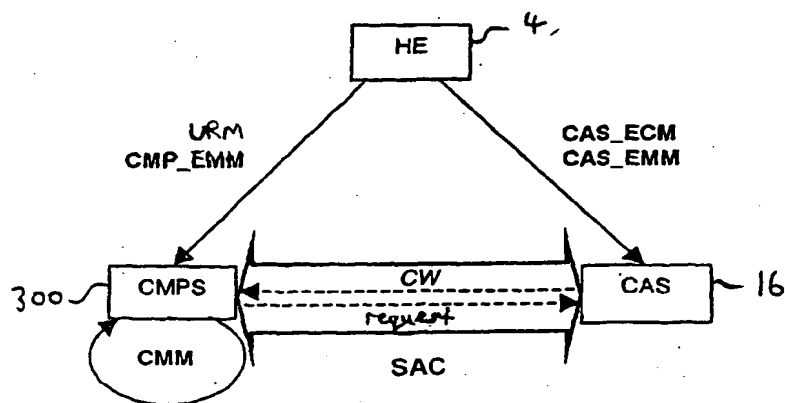 HE
4,
URM
CMP_EMM
CAS_ECM
CAS_EMM
300
CMPS
CW
request
CAS
16
CMM
SAC